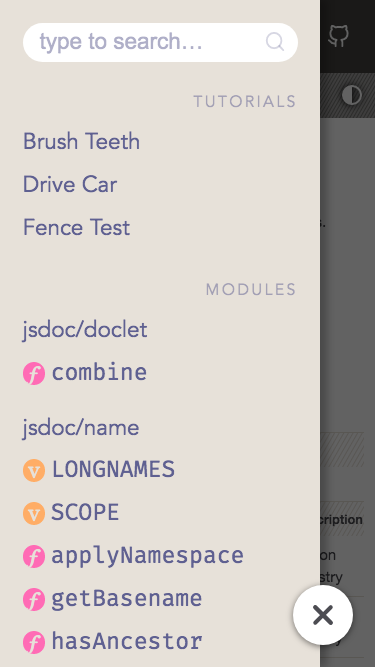 type to search...
TUTORIALS
Brush Teeth
Drive Car
Fence Test
MODULES
jsdoc/doclet
f combine
jsdoc/name
v LONGNAMES
v SCOPE
f applyNamespace
f getBasename
f hasAncestor
s.
cription
on
stry